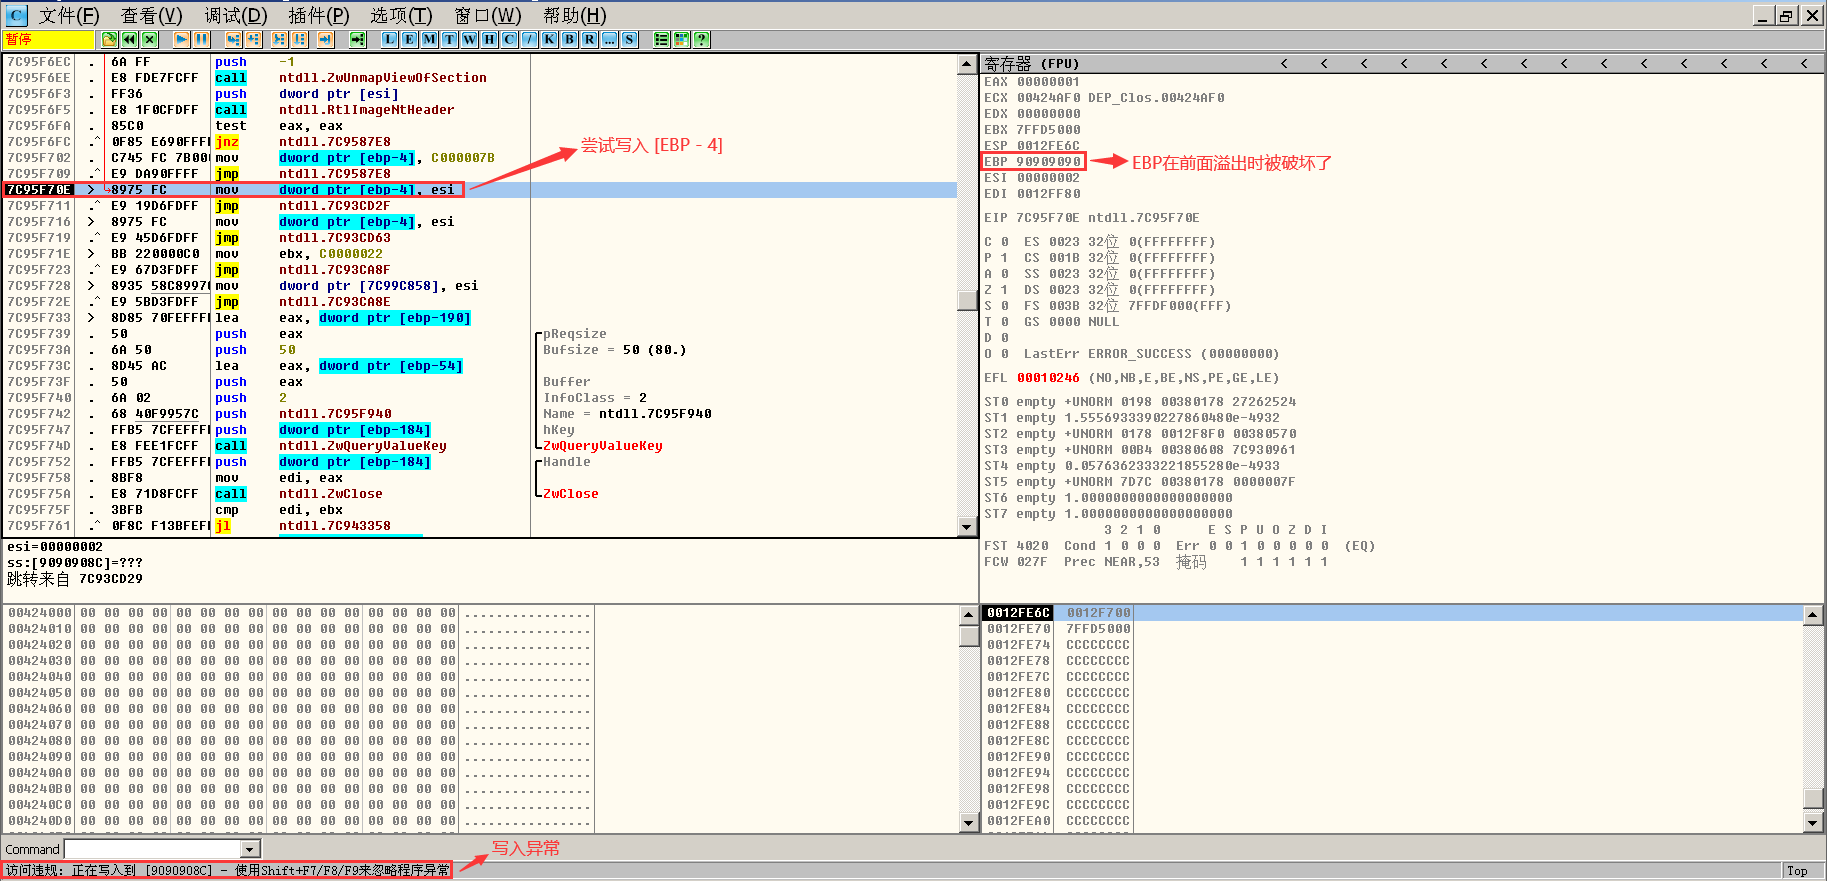 文件(F) 查看(V) 调试(D) 插件(P) 选项(T) 窗口(W) 帮助(H)
暂停 L E M T W H C / K B R ... S ?
7C95F6EC . 6A FF push -1
7C95F6EE . E8 FDE7FCFF call ntdll.ZwUnmapViewOfSection
7C95F6F3 . FF36 push dword ptr [esi]
7C95F6F5 . E8 1F0CFDFF call ntdll.RtlImageNtHeader
7C95F6FA . 85C0 test eax, eax
7C95F6FC .^ 0F85 E690FFFF jnz ntdll.7C9587E8
7C95F702 . C745 FC 7B00 mov dword ptr [ebp-4], C000007B
7C95F709 .^ E9 DA90FFFF jmp ntdll.7C9587E8
7C95F70E > 8975 FC mov dword ptr [ebp-4], esi
7C95F711 .^ E9 19D6FDFF jmp ntdll.7C93CD2F
7C95F716 > 8975 FC mov dword ptr [ebp-4], esi
7C95F719 .^ E9 45D6FDFF jmp ntdll.7C93CD63
7C95F71E > BB 220000C0 mov ebx, C0000022
7C95F723 .^ E9 67D3FDFF jmp ntdll.7C93CA8F
7C95F728 > 8935 58C8997C mov dword ptr [7C99C858], esi
7C95F72E .^ E9 5BD3FDFF jmp ntdll.7C93CA8E
7C95F733 > 8D85 70FEFFFF lea eax, dword ptr [ebp-190]
7C95F739 . 50 push eax pReqsize
7C95F73A . 6A 50 push 50 Bufsize = 50 (80.)
7C95F73C . 8D45 AC lea eax, dword ptr [ebp-54]
7C95F73F . 50 push eax Buffer
7C95F740 . 6A 02 push 2 InfoClass = 2
7C95F742 . 68 40F9957C push ntdll.7C95F940 Name = ntdll.7C95F940
7C95F747 . FFB5 7CFEFFFF push dword ptr [ebp-184] hKey
7C95F74D . E8 FEE1FCFF call ntdll.ZwQueryValueKey ZwQueryValueKey
7C95F752 . FFB5 7CFEFFFF push dword ptr [ebp-184] Handle
7C95F758 . 8BF8 mov edi, eax
7C95F75A . E8 71D8FCFF call ntdll.ZwClose ZwClose
7C95F75F . 3BFB cmp edi, ebx
7C95F761 .^ 0F8C F13BFEFF jl ntdll.7C943358
尝试写入 [EBP - 4]
esi=00000002
ss:[9090908C]=???
跳转来自 7C93CD29
寄存器 (FPU) < < < < < < < < < < < < < <
EAX 00000001
ECX 00424AF0 DEP_Clos.00424AF0
EDX 00000000
EBX 7FFD5000
ESP 0012FE6C
EBP 90909090
EBP在前面溢出时被破坏了
ESI 00000002
EDI 0012FF80
EIP 7C95F70E ntdll.7C95F70E
C 0 ES 0023 32位 0(FFFFFFFF)
P 1 CS 001B 32位 0(FFFFFFFF)
A 0 SS 0023 32位 0(FFFFFFFF)
Z 1 DS 0023 32位 0(FFFFFFFF)
S 0 FS 003B 32位 7FFDF000(FFF)
T 0 GS 0000 NULL
D 0
O 0 LastErr ERROR_SUCCESS (00000000)
EFL 00010246 (NO,NB,E,BE,NS,PE,GE,LE)
ST0 empty +UNORM 0198 00380178 27262524
ST1 empty 1.5556933390227860480e-4932
ST2 empty +UNORM 0178 0012F8F0 00380570
ST3 empty +UNORM 00B4 00380608 7C930961
ST4 empty 0.0576362333221855280e-4933
ST5 empty +UNORM 7D7C 00380178 0000007F
ST6 empty 1.0000000000000000000
ST7 empty 1.0000000000000000000
3 2 1 0 E S P U O Z D I
FST 4020 Cond 1 0 0 0 Err 0 0 1 0 0 0 0 0 (EQ)
FCW 027F Prec NEAR,53 掩码 1 1 1 1 1 1
00424000 00 00 00 00 00 00 00 00 00 00 00 00 00 00 00 00 ................
00424010 00 00 00 00 00 00 00 00 00 00 00 00 00 00 00 00 ................
00424020 00 00 00 00 00 00 00 00 00 00 00 00 00 00 00 00 ................
00424030 00 00 00 00 00 00 00 00 00 00 00 00 00 00 00 00 ................
00424040 00 00 00 00 00 00 00 00 00 00 00 00 00 00 00 00 ................
00424050 00 00 00 00 00 00 00 00 00 00 00 00 00 00 00 00 ................
00424060 00 00 00 00 00 00 00 00 00 00 00 00 00 00 00 00 ................
00424070 00 00 00 00 00 00 00 00 00 00 00 00 00 00 00 00 ................
00424080 00 00 00 00 00 00 00 00 00 00 00 00 00 00 00 00 ................
00424090 00 00 00 00 00 00 00 00 00 00 00 00 00 00 00 00 ................
004240A0 00 00 00 00 00 00 00 00 00 00 00 00 00 00 00 00 ................
004240B0 00 00 00 00 00 00 00 00 00 00 00 00 00 00 00 00 ................
004240C0 00 00 00 00 00 00 00 00 00 00 00 00 00 00 00 00 ................
004240D0 00 00 00 00 00 00 00 00 00 00 00 00 00 00 00 00 ................
0012FE6C 0012F700
0012FE70 7FFD5000
0012FE74 CCCCCCCC
0012FE78 CCCCCCCC
0012FE7C CCCCCCCC
0012FE80 CCCCCCCC
0012FE84 CCCCCCCC
0012FE88 CCCCCCCC
0012FE8C CCCCCCCC
0012FE90 CCCCCCCC
0012FE94 CCCCCCCC
0012FE98 CCCCCCCC
0012FE9C CCCCCCCC
0012FEA0 CCCCCCCC
Command
写入异常
访问违规: 正在写入到 [9090908C] - 使用Shift+F7/F8/F9来忽略程序异常
Top